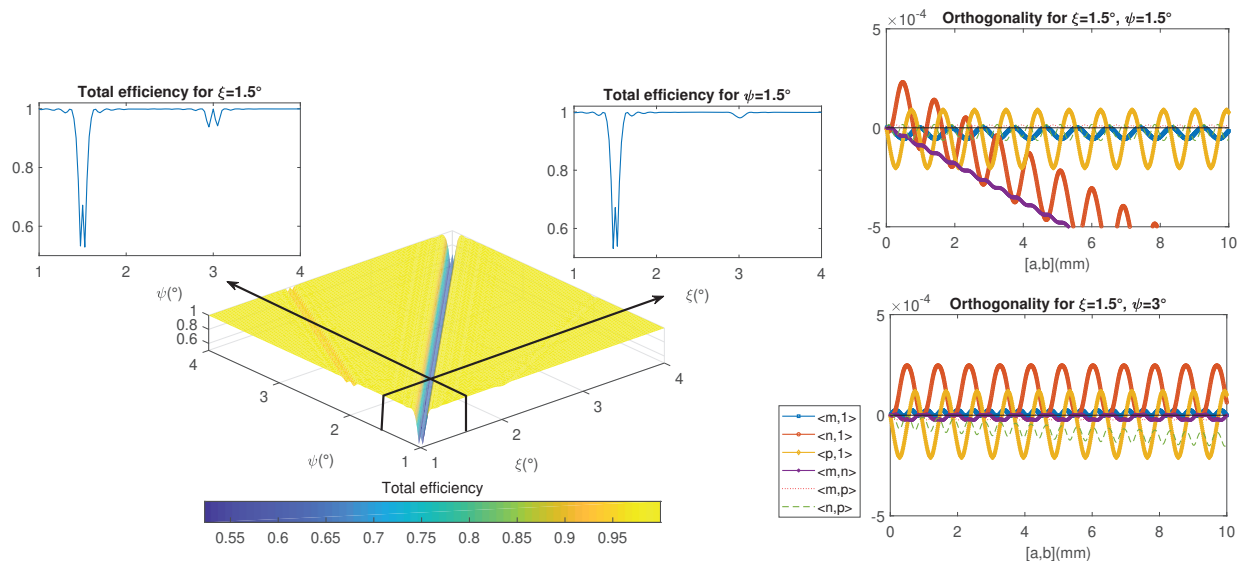 Total efficiency for ξ=1.5°
1
0.8
0.6
1 2 3 4
Total efficiency for ψ=1.5°
1
0.8
0.6
1 2 3 4
ψ(°)
ξ(°)
1
0.8
0.6
4
3
2
1
ψ(°)
1
2
3
4
ξ(°)
Total efficiency
0.55 0.6 0.65 0.7 0.75 0.8 0.85 0.9 0.95
×10⁻⁴ Orthogonality for ξ=1.5°, ψ=1.5°
5
0
-5
0 2 4 6 8 10
[a,b](mm)
×10⁻⁴ Orthogonality for ξ=1.5°, ψ=3°
5
0
-5
0 2 4 6 8 10
[a,b](mm)
<m,1>
<n,1>
<p,1>
<m,n>
<m,p>
<n,p>